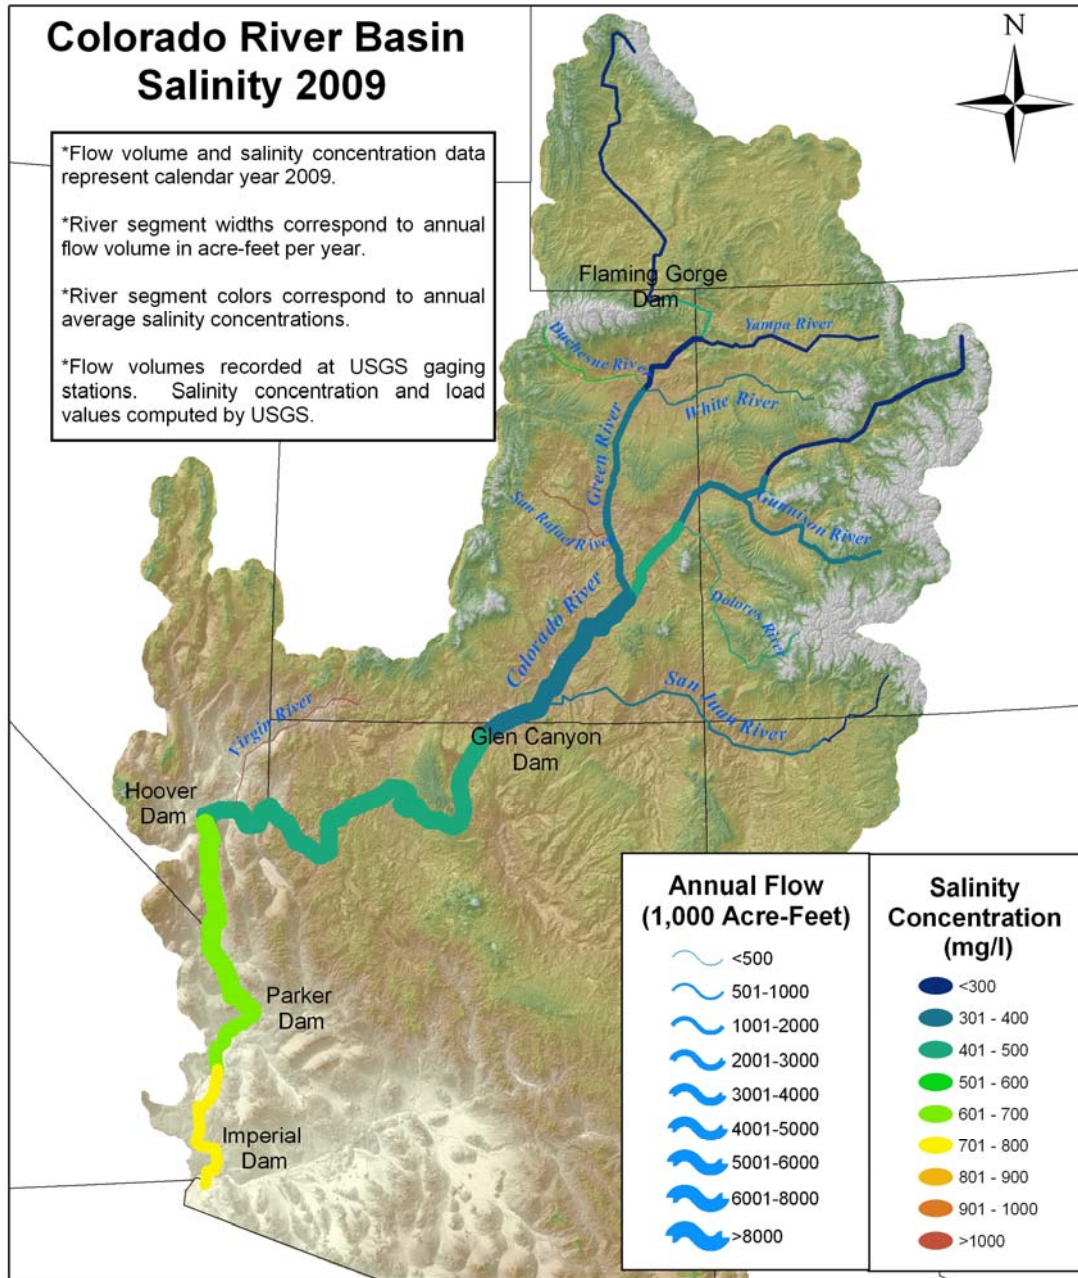 Colorado River Basin
Salinity 2009
N
*Flow volume and salinity concentration data
represent calendar year 2009.
*River segment widths correspond to annual
flow volume in acre-feet per year.
*River segment colors correspond to annual
average salinity concentrations.
*Flow volumes recorded at USGS gaging
stations. Salinity concentration and load
values computed by USGS.
Flaming Gorge
Dam
Yampa River
Duchesne River
White River
Green River
San Rafael River
Gunnison River
Dolores River
Colorado River
San Juan River
Virgin River
Glen Canyon
Dam
Hoover
Dam
Parker
Dam
Imperial
Dam
Annual Flow
(1,000 Acre-Feet)
<500
501-1000
1001-2000
2001-3000
3001-4000
4001-5000
5001-6000
6001-8000
>8000
Salinity
Concentration
(mg/l)
<300
301 - 400
401 - 500
501 - 600
601 - 700
701 - 800
801 - 900
901 - 1000
>1000